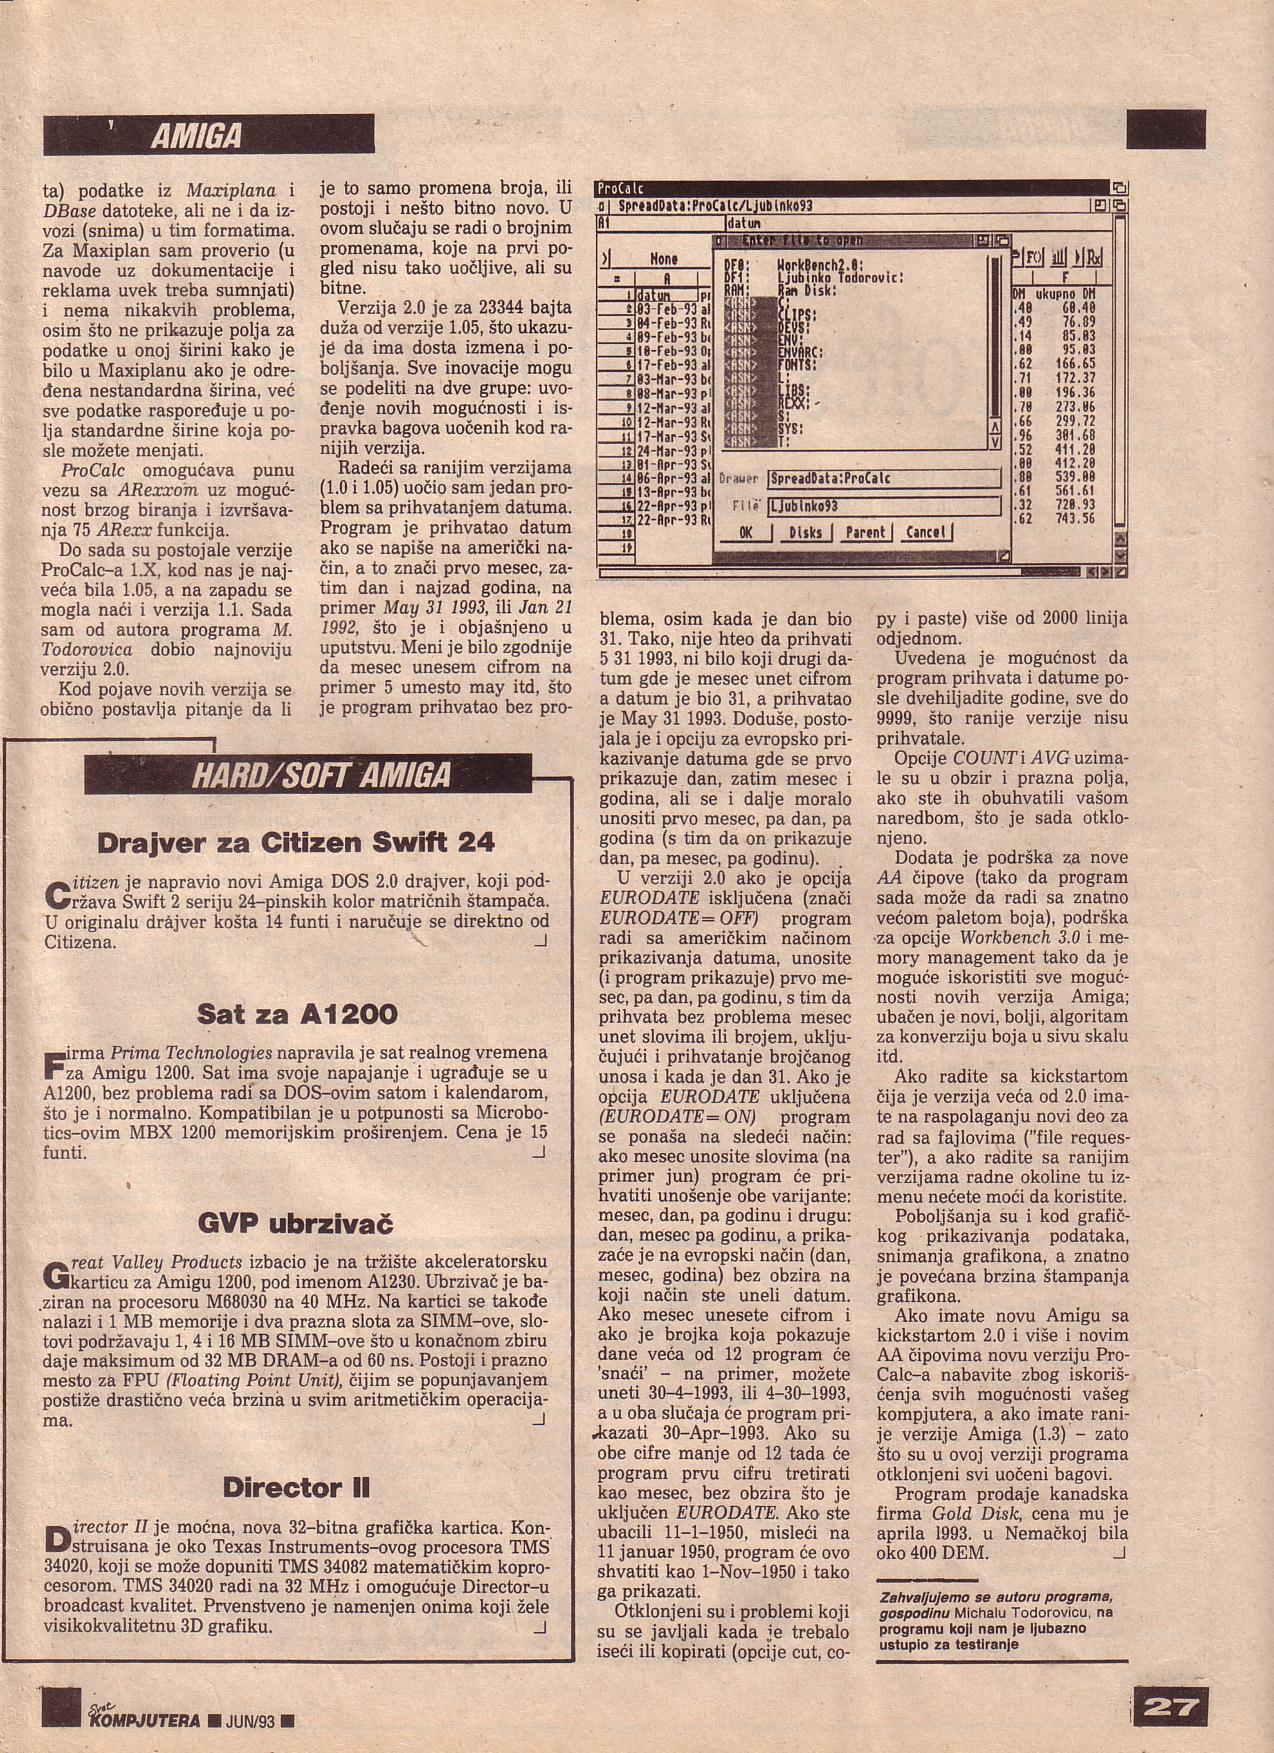 AMIGA
ta) podatke iz Maxiplana i
DBase datoteke, ali ne i da iz-
vozi (snima) u tim formatima.
Za Maxiplan sam proverio (u
navode uz dokumentacije i
reklama uvek treba sumnjati)
i nema nikakvih problema,
osim što ne prikazuje polja za
podatke u onoj širini kako je
bilo u Maxiplanu ako je odre-
đena nestandardna širina, već
sve podatke raspoređuje u po-
lja standardne širine koja po-
sle možete menjati.
ProCalc omogućava punu
vezu sa ARexxom uz moguć-
nost brzog biranja i izvršava-
nja 75 ARexx funkcija.
Do sada su postojale verzije
ProCalc–a 1.X, kod nas je naj-
veća bila 1.05, a na zapadu se
mogla naći i verzija 1.1. Sada
sam od autora programa M.
Todorovica dobio najnoviju
verziju 2.0.
Kod pojave novih verzija se
obično postavlja pitanje da li
je to samo promena broja, ili
postoji i nešto bitno novo. U
ovom slučaju se radi o brojnim
promenama, koje na prvi po-
gled nisu tako uočljive, ali su
bitne.
Verzija 2.0 je za 23344 bajta
duža od verzije 1.05, što ukazu-
je da ima dosta izmena i po-
boljšanja. Sve inovacije mogu
se podeliti na dve grupe: uvo-
đenje novih mogućnosti i is-
pravka bagova uočenih kod ra-
nijih verzija.
Radeći sa ranijim verzijama
(1.0 i 1.05) uočio sam jedan pro-
blem sa prihvatanjem datuma.
Program je prihvatao datum
ako se napiše na američki na-
čin, a to znači prvo mesec, za-
tim dan i najzad godina, na
primer May 31 1993, ili Jan 21
1992, što je i objašnjeno u
uputstvu. Meni je bilo zgodnije
da mesec unesem cifrom na
primer 5 umesto may itd, što
je program prihvatao bez pro-
ProCalc
SpreadData:ProCalc/Ljubinko93
A1 datum
Enter file to open
None
A
F
DF0: WorkBench2.0:
DF1: Ljubinko Todorovic:
RAM: Ram Disk:
<ASN> C:
<ASN> CLIPS:
<ASN> DEVS:
<ASN> ENV:
<ASN> ENVARC:
<ASN> FONTS:
<ASN> L:
<ASN> LIBS:
<ASN> REXX:
<ASN> S:
<ASN> SYS:
<ASN> T:
Drawer SpreadData:ProCalc
File Ljubinko93
OK Disks Parent Cancel
1 datum
2 03-Feb-93
3 04-Feb-93
4 09-Feb-93
5 10-Feb-93
6 17-Feb-93
7 03-Mar-93
8 08-Mar-93
9 12-Mar-93
10 12-Mar-93
11 17-Mar-93
12 24-Mar-93
13 01-Apr-93
14 06-Apr-93
15 13-Apr-93
16 22-Apr-93
17 22-Apr-93
18
19
DM ukupno DM
.40 60.40
.49 76.89
.14 85.03
.00 95.03
.62 166.65
.71 172.37
.00 196.36
.70 273.06
.66 299.72
.96 301.68
.52 411.20
.00 412.20
.80 539.00
.61 561.61
.32 720.93
.62 743.56
blema, osim kada je dan bio
31. Tako, nije hteo da prihvati
5 31 1993, ni bilo koji drugi da-
tum gde je mesec unet cifrom
a datum je bio 31, a prihvatao
je May 31 1993. Doduše, posto-
jala je i opciju za evropsko pri-
kazivanje datuma gde se prvo
prikazuje dan, zatim mesec i
godina, ali se i dalje moralo
unositi prvo mesec, pa dan, pa
godina (s tim da on prikazuje
dan, pa mesec, pa godinu).
U verziji 2.0 ako je opcija
EURODATE isključena (znači
EURODATE=OFF) program
radi sa američkim načinom
prikazivanja datuma, unosite
(i program prikazuje) prvo me-
sec, pa dan, pa godinu, s tim da
prihvata bez problema mesec
unet slovima ili brojem, uklju-
čujući i prihvatanje brojčanog
unosa i kada je dan 31. Ako je
opcija EURODATE uključena
(EURODATE=ON) program
se ponaša na sledeći način:
ako mesec unosite slovima (na
primer jun) program će pri-
hvatiti unošenje obe varijante:
mesec, dan, pa godinu i drugu:
dan, mesec pa godinu, a prika-
zaće je na evropski način (dan,
mesec, godina) bez obzira na
koji način ste uneli datum.
Ako mesec unesete cifrom i
ako je brojka koja pokazuje
dane veća od 12 program će
'snaći' – na primer, možete
uneti 30–4–1993, ili 4–30–1993,
a u oba slučaja će program pri-
kazati 30–Apr–1993. Ako su
obe cifre manje od 12 tada će
program prvu cifru tretirati
kao mesec, bez obzira što je
uključen EURODATE. Ako ste
ubacili 11–1–1950, misleći na
11 januar 1950, program će ovo
shvatiti kao 1–Nov–1950 i tako
ga prikazati.
Otklonjeni su i problemi koji
su se javljali kada je trebalo
iseći ili kopirati (opcije cut, co-
py i paste) više od 2000 linija
odjednom.
Uvedena je mogućnost da
program prihvata i datume po-
sle dvehiljadite godine, sve do
9999, što ranije verzije nisu
prihvatale.
Opcije COUNT i AVG uzima-
le su u obzir i prazna polja,
ako ste ih obuhvatili vašom
naredbom, što je sada otklo-
njeno.
Dodata je podrška za nove
AA čipove (tako da program
sada može da radi sa znatno
većom paletom boja), podrška
za opcije Workbench 3.0 i me-
mory management tako da je
moguće iskoristiti sve moguć-
nosti novih verzija Amiga;
ubačen je novi, bolji, algoritam
za konverziju boja u sivu skalu
itd.
Ako radite sa kickstartom
čija je verzija veća od 2.0 ima-
te na raspolaganju novi deo za
rad sa fajlovima ("file reques-
ter"), a ako radite sa ranijim
verzijama radne okoline tu iz-
menu nećete moći da koristite.
Poboljšanja su i kod grafič-
kog prikazivanja podataka,
snimanja grafikona, a znatno
je povećana brzina štampanja
grafikona.
Ako imate novu Amigu sa
kickstartom 2.0 i više i novim
AA čipovima novu verziju Pro-
Calc–a nabavite zbog iskoriš-
ćenja svih mogućnosti vašeg
kompjutera, a ako imate rani-
je verzije Amiga (1.3) – zato
što su u ovoj verziji programa
otklonjeni svi uočeni bagovi.
Program prodaje kanadska
firma Gold Disk, cena mu je
aprila 1993. u Nemačkoj bila
oko 400 DEM.
Zahvaljujemo se autoru programa,
gospodinu Michalu Todorovicu, na
programu koji nam je ljubazno
ustupio za testiranje
HARD/SOFT AMIGA
Drajver za Citizen Swift 24
Citizen je napravio novi Amiga DOS 2.0 drajver, koji pod-
ržava Swift 2 seriju 24–pinskih kolor matričnih štampača.
U originalu drajver košta 14 funti i naručuje se direktno od
Citizena.
Sat za A1200
Firma Prima Technologies napravila je sat realnog vremena
za Amigu 1200. Sat ima svoje napajanje i ugrađuje se u
A1200, bez problema radi sa DOS–ovim satom i kalendarom,
što je i normalno. Kompatibilan je u potpunosti sa Microbo-
tics–ovim MBX 1200 memorijskim proširenjem. Cena je 15
funti.
GVP ubrzivač
Great Valley Products izbacio je na tržište akceleratorsku
karticu za Amigu 1200, pod imenom A1230. Ubrzivač je ba-
ziran na procesoru M68030 na 40 MHz. Na kartici se takođe
nalazi i 1 MB memorije i dva prazna slota za SIMM–ove, slo-
tovi podržavaju 1, 4 i 16 MB SIMM–ove što u konačnom zbiru
daje maksimum od 32 MB DRAM–a od 60 ns. Postoji i prazno
mesto za FPU (Floating Point Unit), čijim se popunjavanjem
postiže drastično veća brzina u svim aritmetičkim operacija-
ma.
Director II
Director II je moćna, nova 32–bitna grafička kartica. Kon-
struisana je oko Texas Instruments–ovog procesora TMS
34020, koji se može dopuniti TMS 34082 matematičkim kopro-
cesorom. TMS 34020 radi na 32 MHz i omogućuje Director–u
broadcast kvalitet. Prvenstveno je namenjen onima koji žele
visikokvalitetnu 3D grafiku.
Svet KOMPJUTERA JUN/93
27